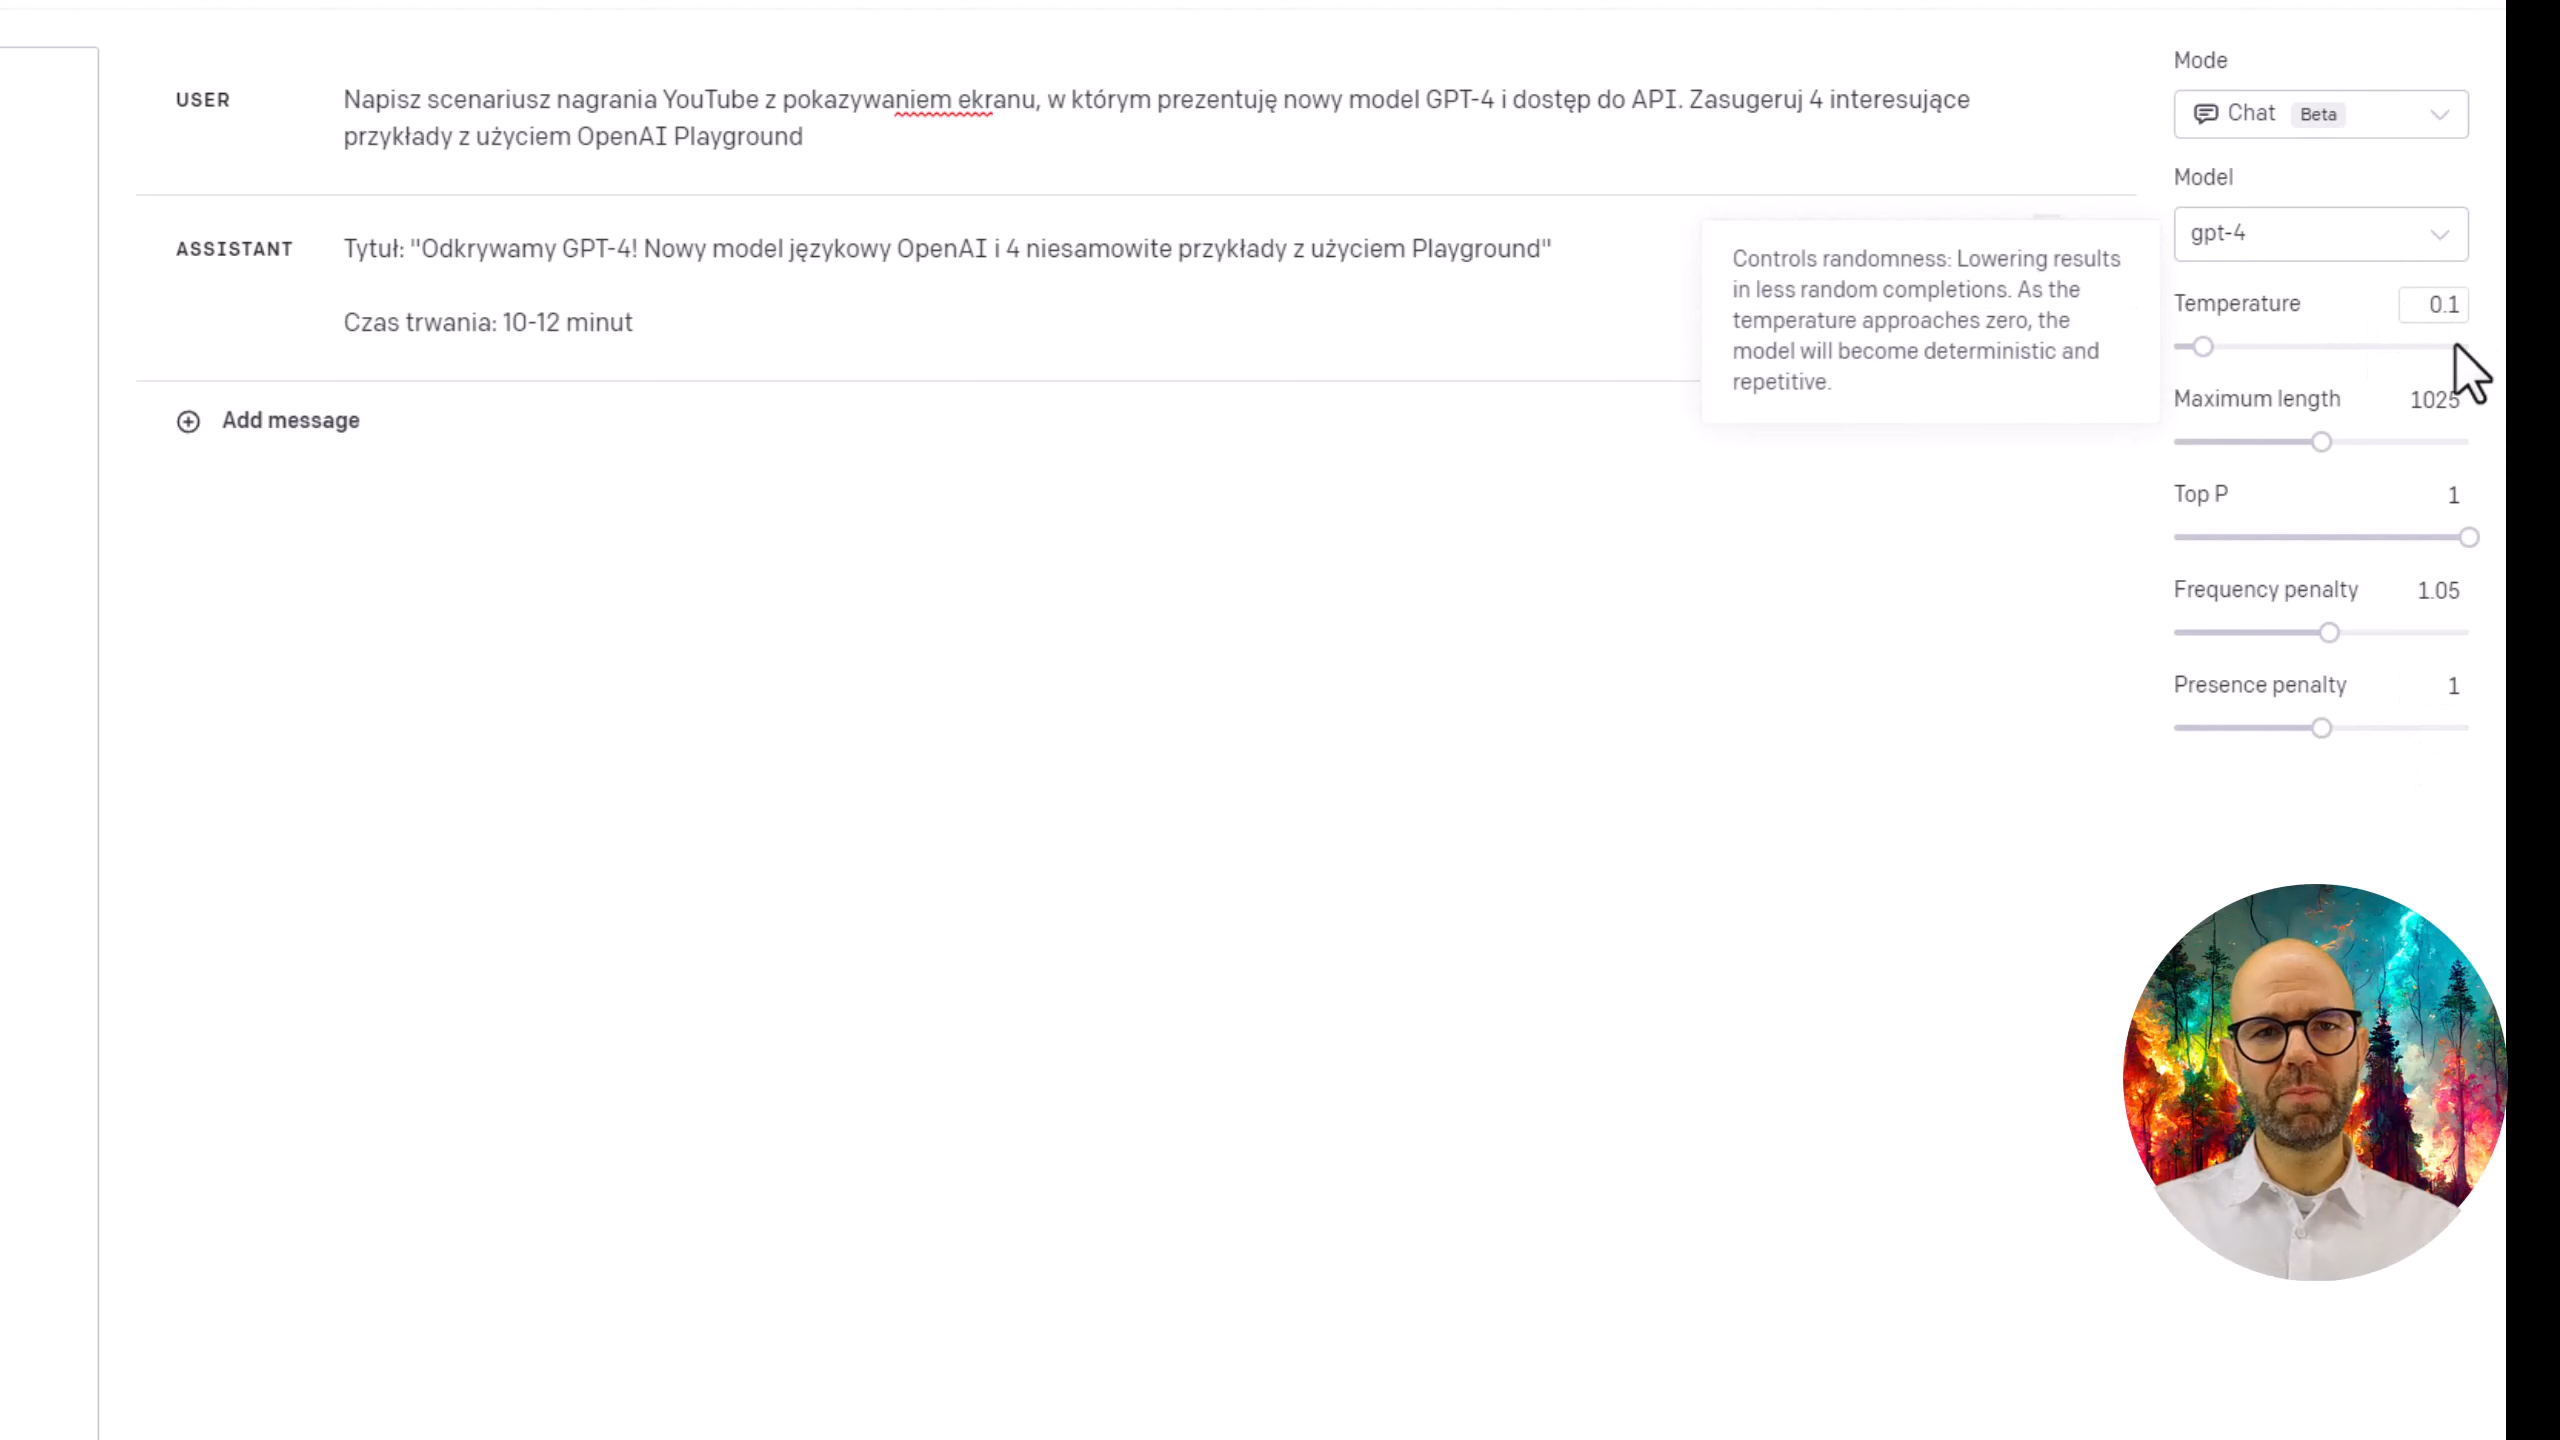 USER
Napisz scenariusz nagrania YouTube z pokazywaniem ekranu, w którym prezentuję nowy model GPT-4 i dostęp do API. Zasugeruj 4 interesujące
przykłady z użyciem OpenAI Playground
ASSISTANT
Tytuł: "Odkrywamy GPT-4! Nowy model językowy OpenAI i 4 niesamowite przykłady z użyciem Playground"
Czas trwania: 10-12 minut
Add message
Controls randomness: Lowering results
in less random completions. As the
temperature approaches zero, the
model will become deterministic and
repetitive.
Mode
Chat Beta
Model
gpt-4
Temperature 0.1
Maximum length 1025
Top P 1
Frequency penalty 1.05
Presence penalty 1